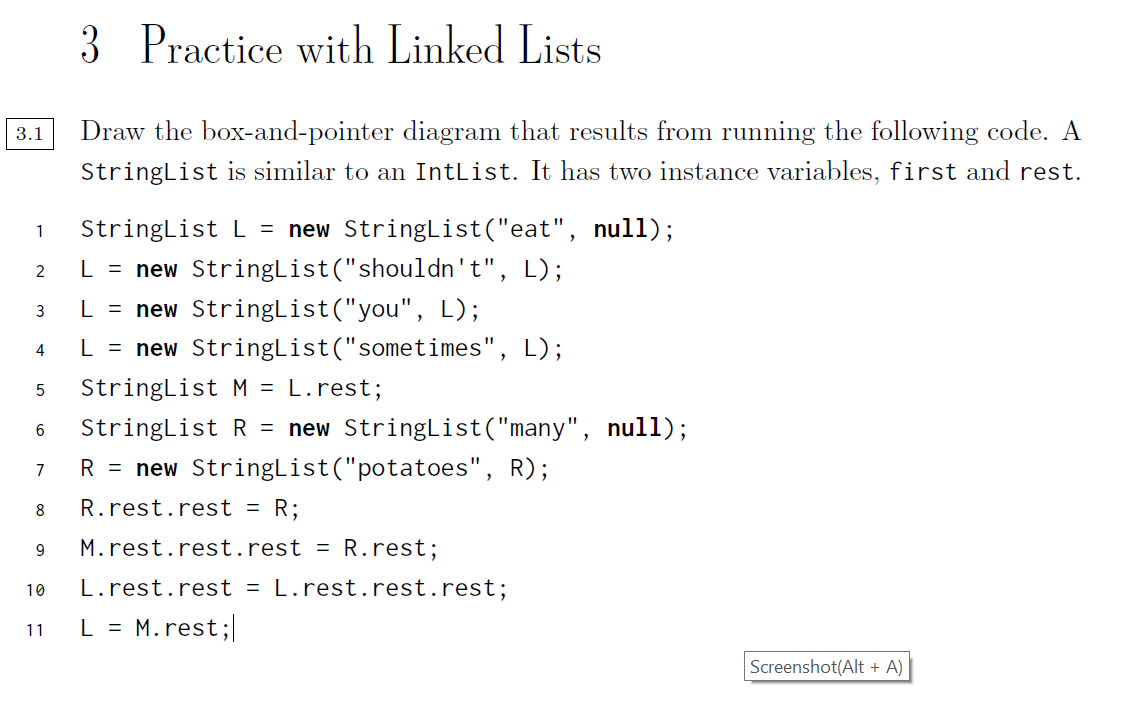 3 Practice with Linked Lists
3.1 Draw the box-and-pointer diagram that results from running the following code. A
StringList is similar to an IntList. It has two instance variables, first and rest.
1 StringList L = new StringList("eat", null);
2 L = new StringList("shouldn't", L);
3 L = new StringList("you", L);
4 L = new StringList("sometimes", L);
5 StringList M = L.rest;
6 StringList R = new StringList("many", null);
7 R = new StringList("potatoes", R);
8 R.rest.rest = R;
9 M.rest.rest.rest = R.rest;
10 L.rest.rest = L.rest.rest.rest;
11 L = M.rest;
Screenshot(Alt + A)